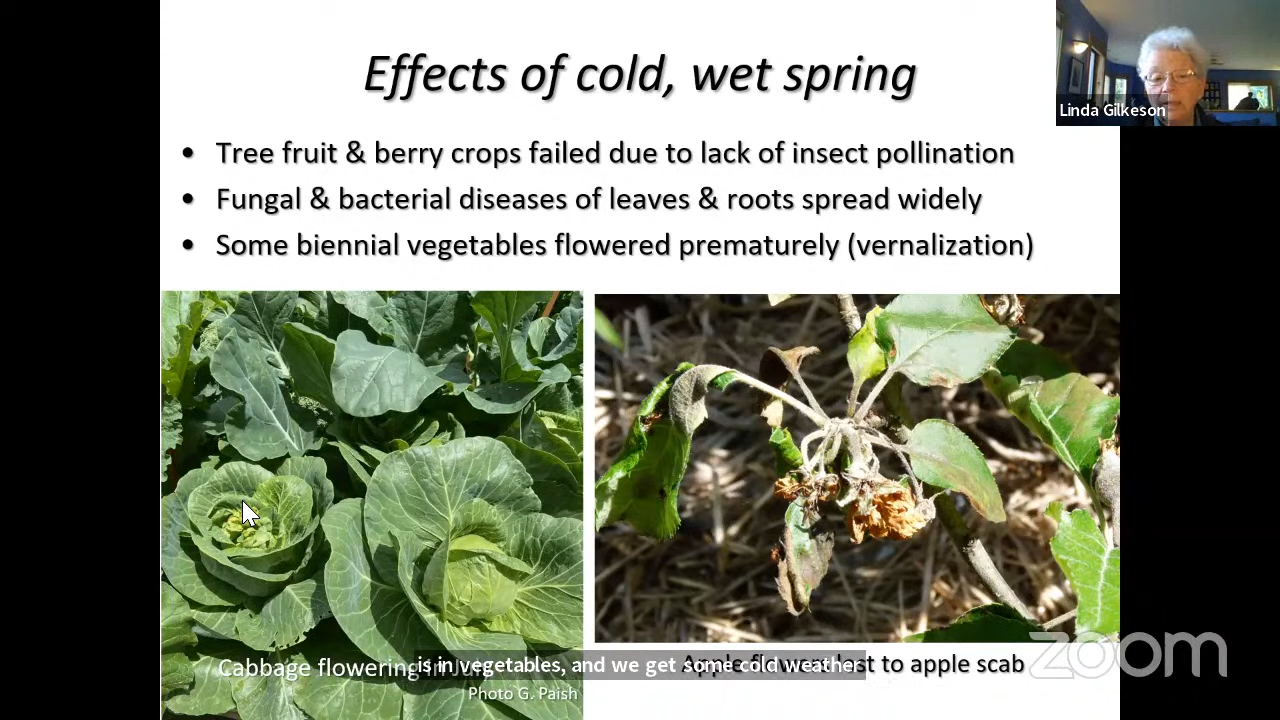 Effects of cold, wet spring
Linda Gilkeson
• Tree fruit & berry crops failed due to lack of insect pollination
• Fungal & bacterial diseases of leaves & roots spread widely
• Some biennial vegetables flowered prematurely (vernalization)
Cabbage flowering in
is in vegetables, and we get some cold weather
Apple to apple scab
Photo G. Paish
zoom